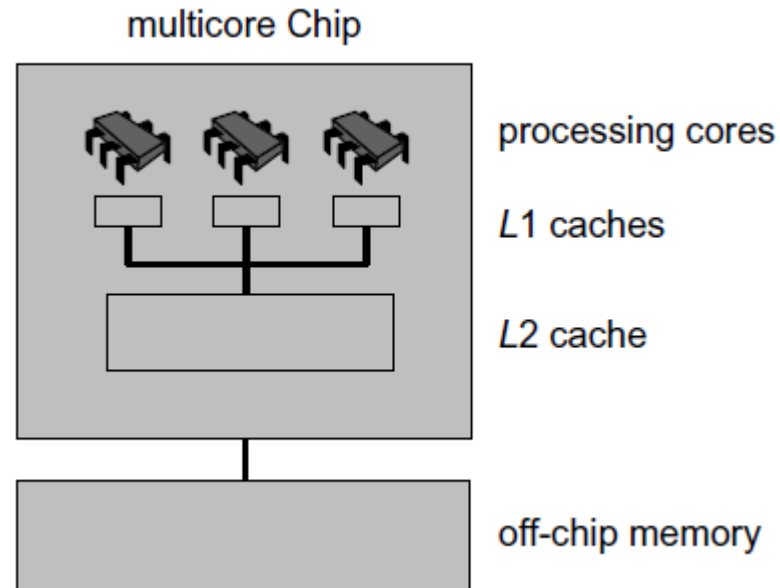 multicore Chip
processing cores
L1 caches
L2 cache
off-chip memory